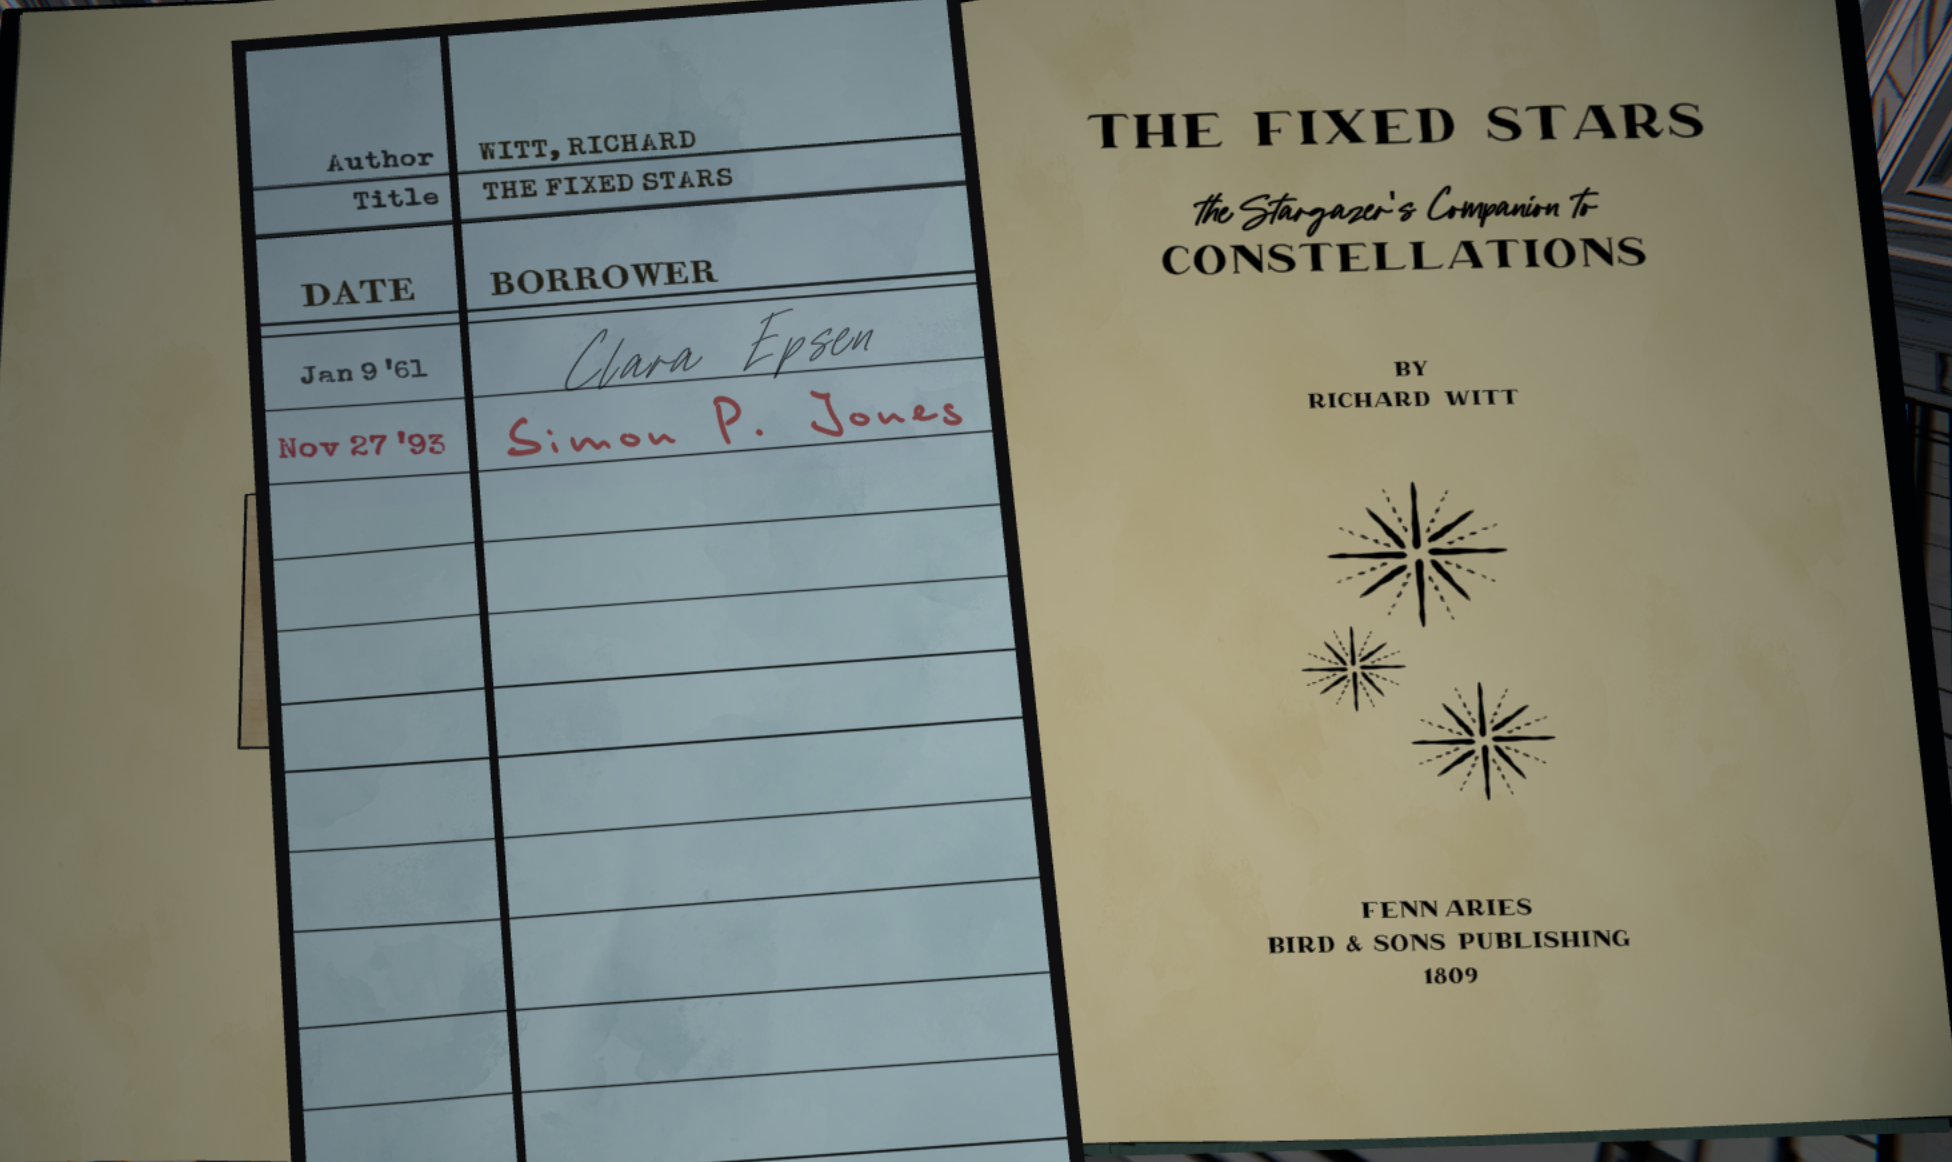 Author WITT, RICHARD
Title THE FIXED STARS
DATE BORROWER
Jan 9 '61 Clara Epsen
Nov 27 '93 Simon P. Jones
THE FIXED STARS
the Stargazer's Companion to
CONSTELLATIONS
BY
RICHARD WITT
FENN ARIES
BIRD & SONS PUBLISHING
1809